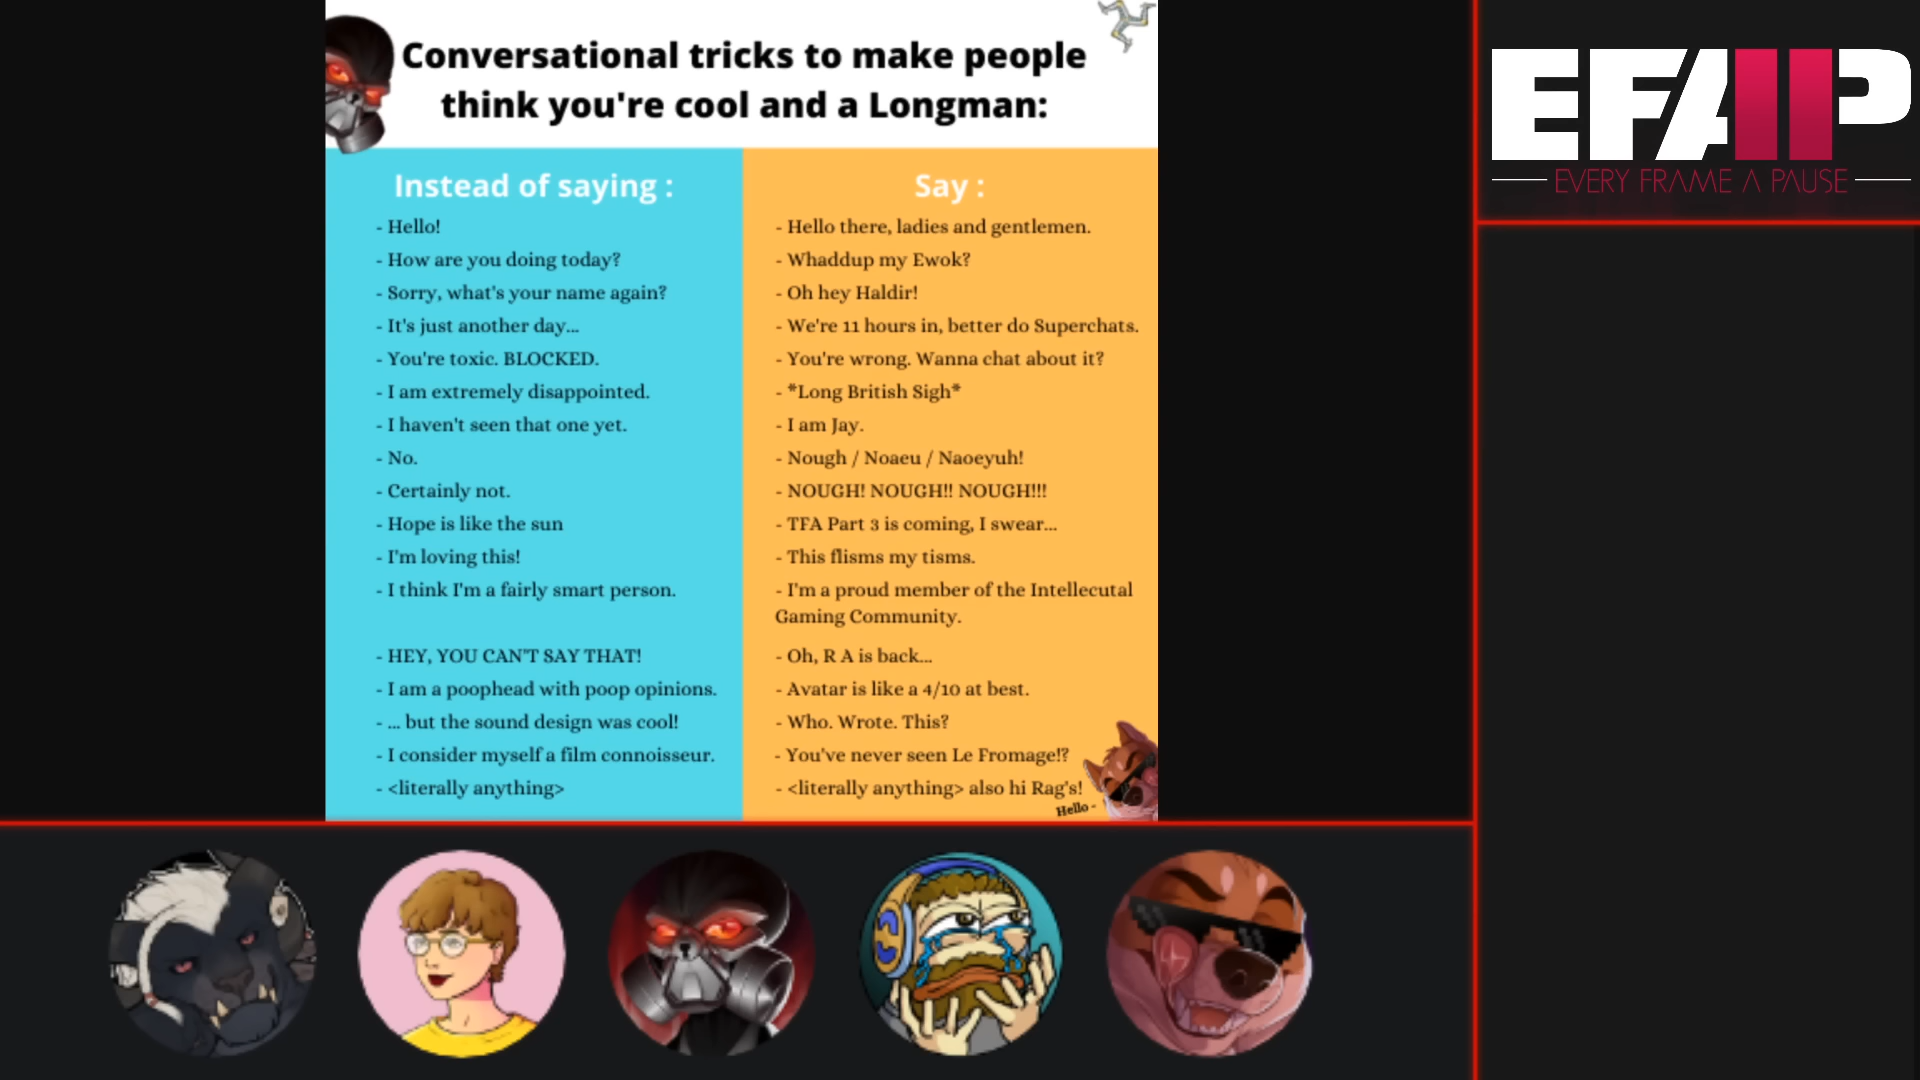 Conversational tricks to make people
think you're cool and a Longman:
Instead of saying :
- Hello!
- How are you doing today?
- Sorry, what's your name again?
- It's just another day...
- You're toxic. BLOCKED.
- I am extremely disappointed.
- I haven't seen that one yet.
- No.
- Certainly not.
- Hope is like the sun
- I'm loving this!
- I think I'm a fairly smart person.
- HEY, YOU CAN'T SAY THAT!
- I am a poophead with poop opinions.
- ... but the sound design was cool!
- I consider myself a film connoisseur.
- <literally anything>
Say :
- Hello there, ladies and gentlemen.
- Whaddup my Ewok?
- Oh hey Haldir!
- We're 11 hours in, better do Superchats.
- You're wrong. Wanna chat about it?
- *Long British Sigh*
- I am Jay.
- Nough / Noaeu / Naoeyuh!
- NOUGH! NOUGH!! NOUGH!!!
- TFA Part 3 is coming, I swear...
- This flisms my tisms.
- I'm a proud member of the Intellecutal
Gaming Community.
- Oh, R A is back...
- Avatar is like a 4/10 at best.
- Who. Wrote. This?
- You've never seen Le Fromage!?
- <literally anything> also hi Rag's!
Hello -
EFAP
EVERY FRAME A PAUSE